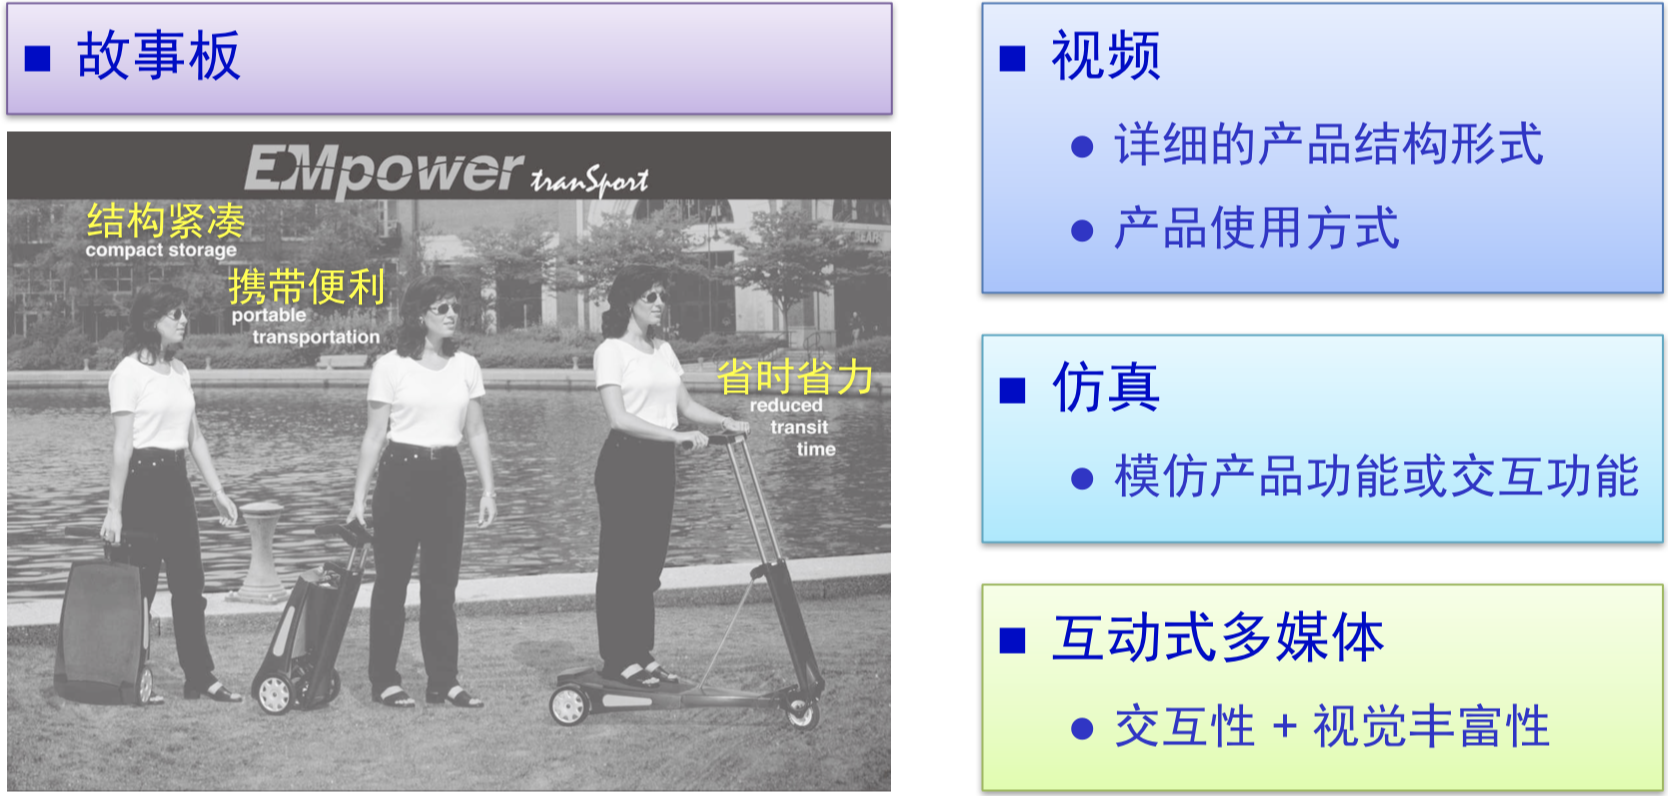 ■ 故事板
EMpower tranSport
结构紧凑
compact storage
携带便利
portable
transportation
省时省力
reduced
transit
time
■ 视频
● 详细的产品结构形式
● 产品使用方式
■ 仿真
● 模仿产品功能或交互功能
■ 互动式多媒体
● 交互性 + 视觉丰富性